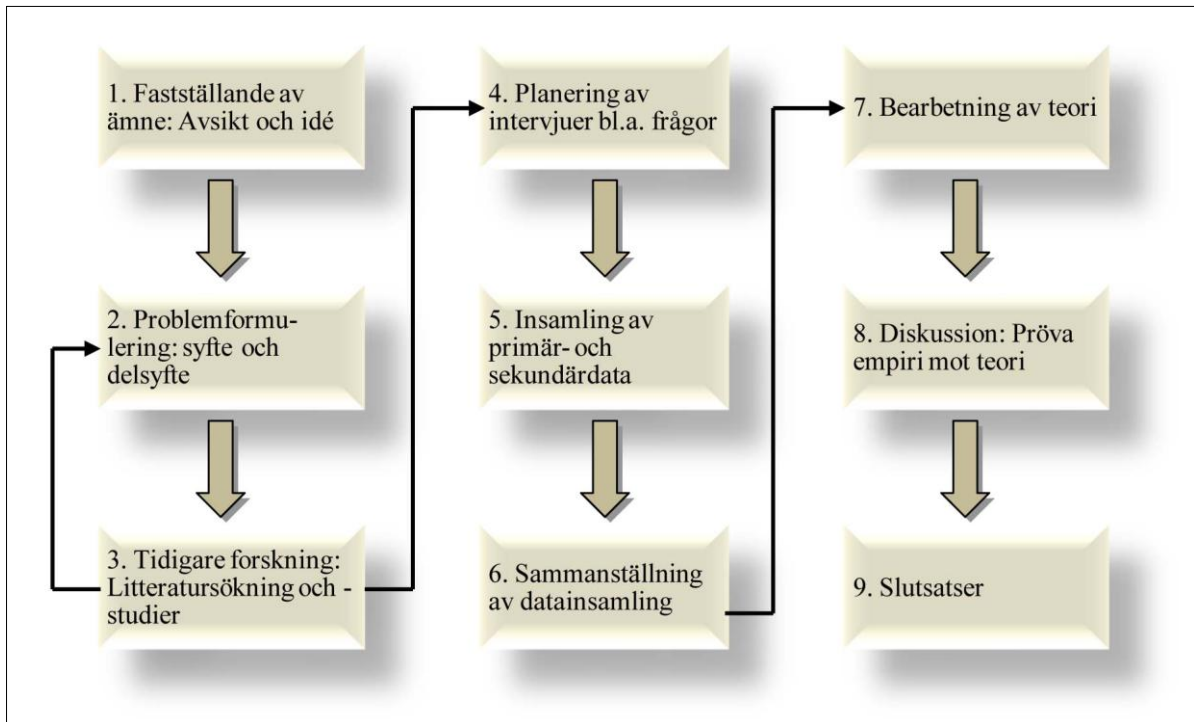 1. Fastställande av
ämne: Avsikt och idé
2. Problemformu-
lering: syfte och
delsyfte
3. Tidigare forskning:
Litteratursökning och -
studier
4. Planering av
intervjuer bl.a. frågor
5. Insamling av
primär- och
sekundärdata
6. Sammanställning
av datainsamling
7. Bearbetning av teori
8. Diskussion: Pröva
empiri mot teori
9. Slutsatser